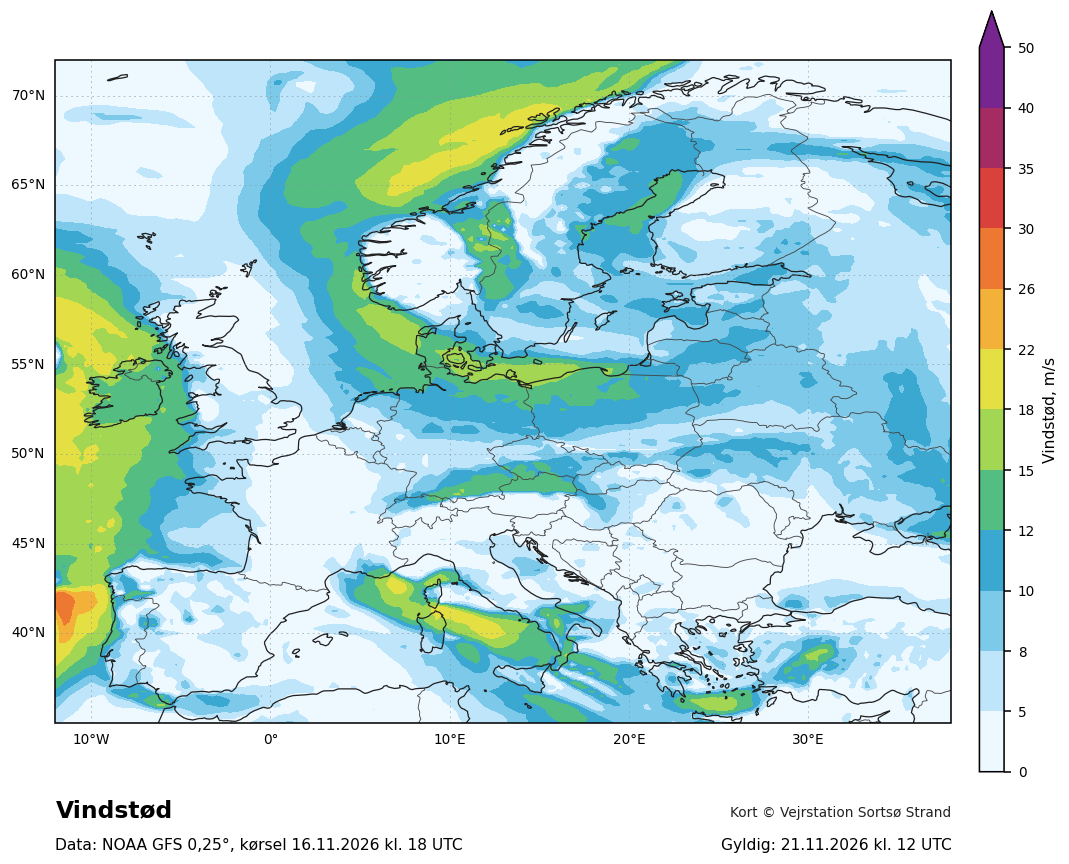 70°N
65°N
60°N
55°N
50°N
45°N
40°N
10°W
0°
10°E
20°E
30°E
50
40
35
30
26
22
18
15
12
10
8
5
0
Vindstød, m/s
Vindstød
Kort © Vejrstation Sortsø Strand
Data: NOAA GFS 0,25°, kørsel 16.11.2026 kl. 18 UTC
Gyldig: 21.11.2026 kl. 12 UTC